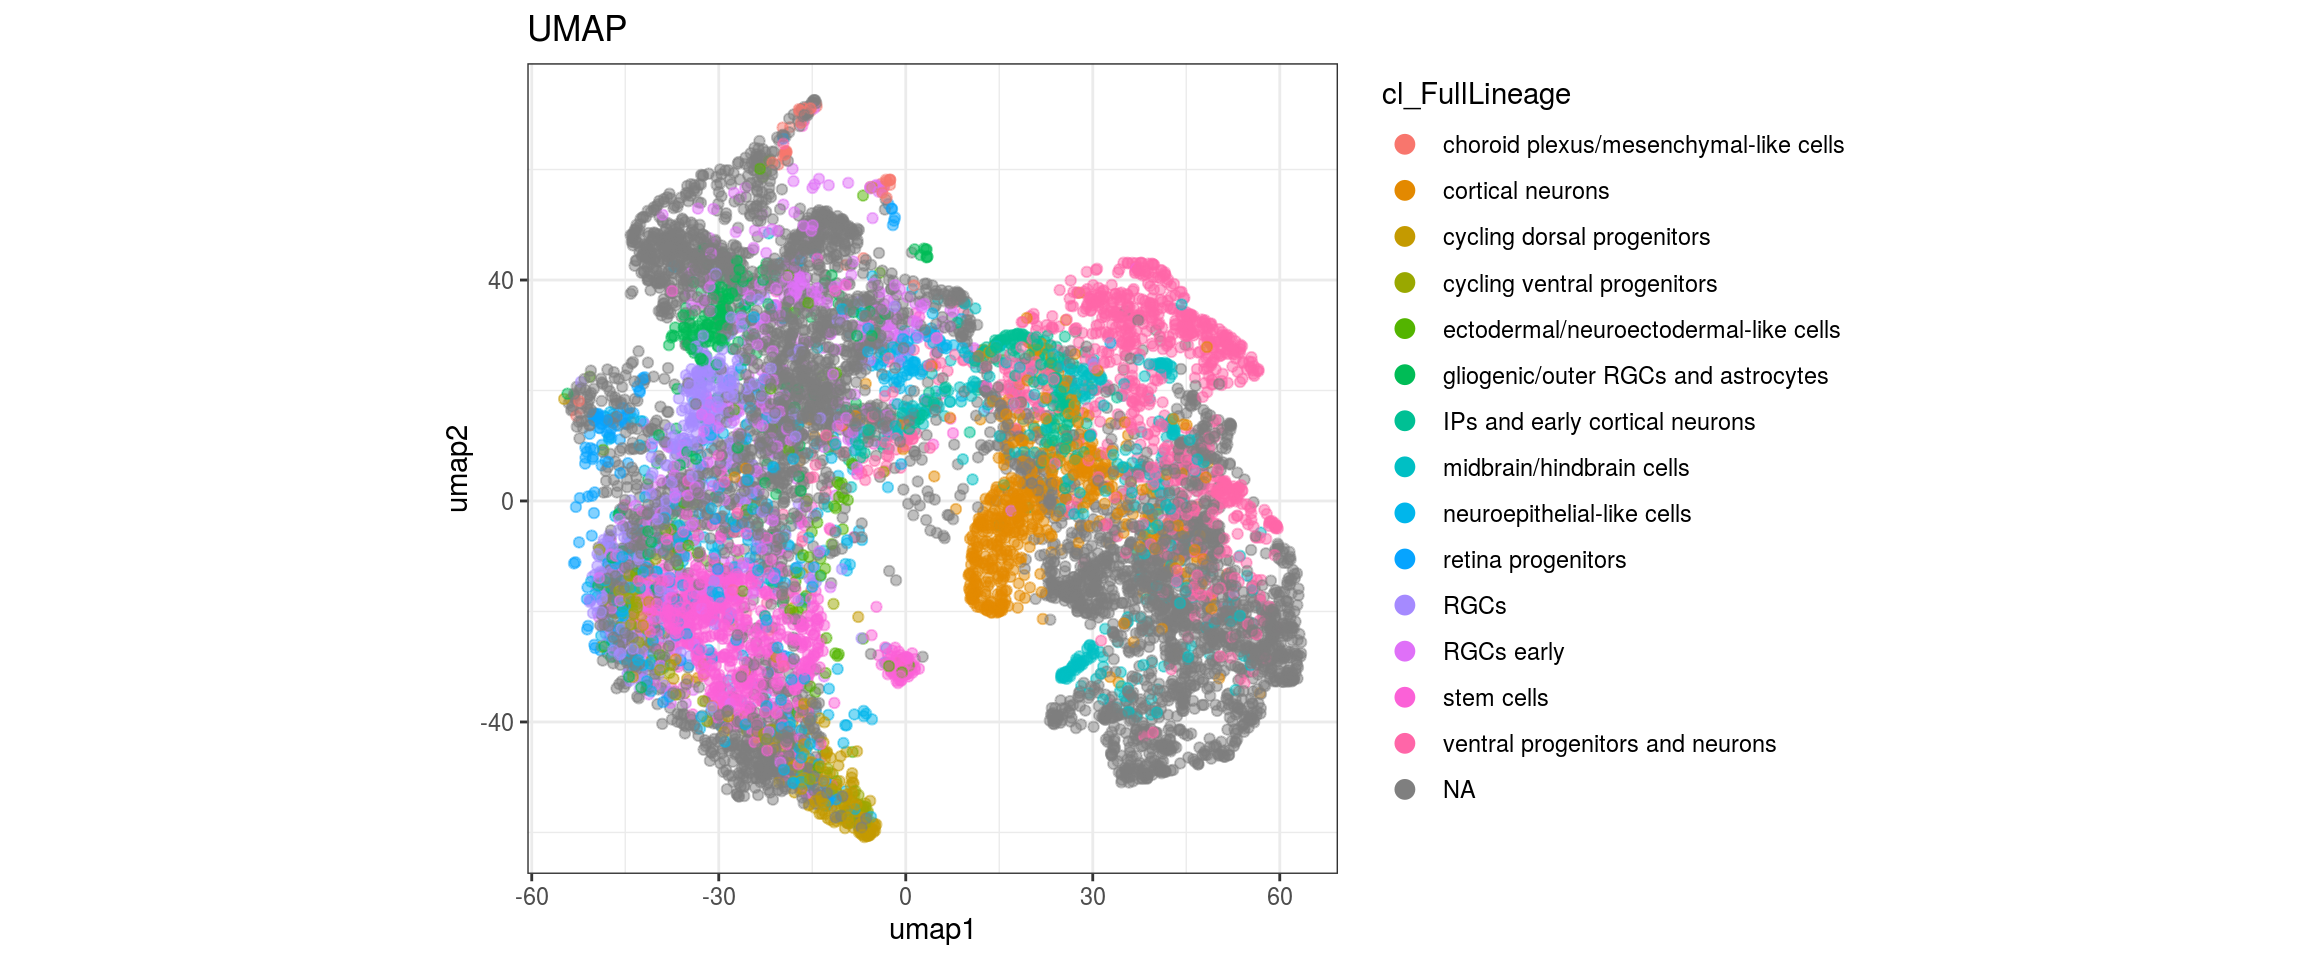 UMAP
umap2
40
0
-40
-60
-30
0
30
60
umap1
cl_FullLineage
choroid plexus/mesenchymal-like cells
cortical neurons
cycling dorsal progenitors
cycling ventral progenitors
ectodermal/neuroectodermal-like cells
gliogenic/outer RGCs and astrocytes
IPs and early cortical neurons
midbrain/hindbrain cells
neuroepithelial-like cells
retina progenitors
RGCs
RGCs early
stem cells
ventral progenitors and neurons
NA